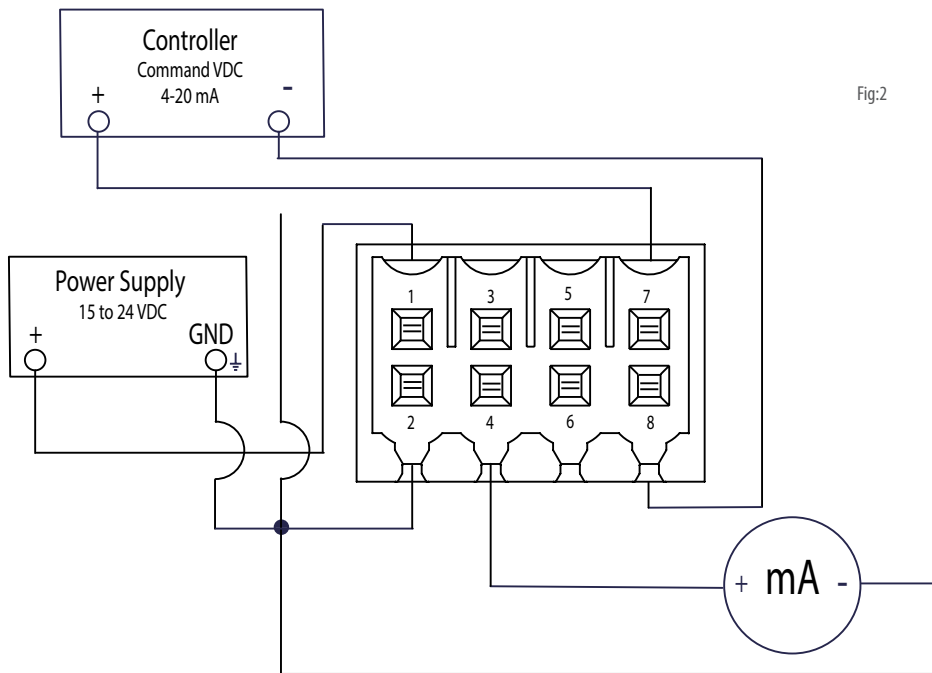 Controller
Command VDC
4-20 mA
+ -
Fig:2
Power Supply
15 to 24 VDC
+ GND
1 3 5 7
2 4 6 8
+ mA -